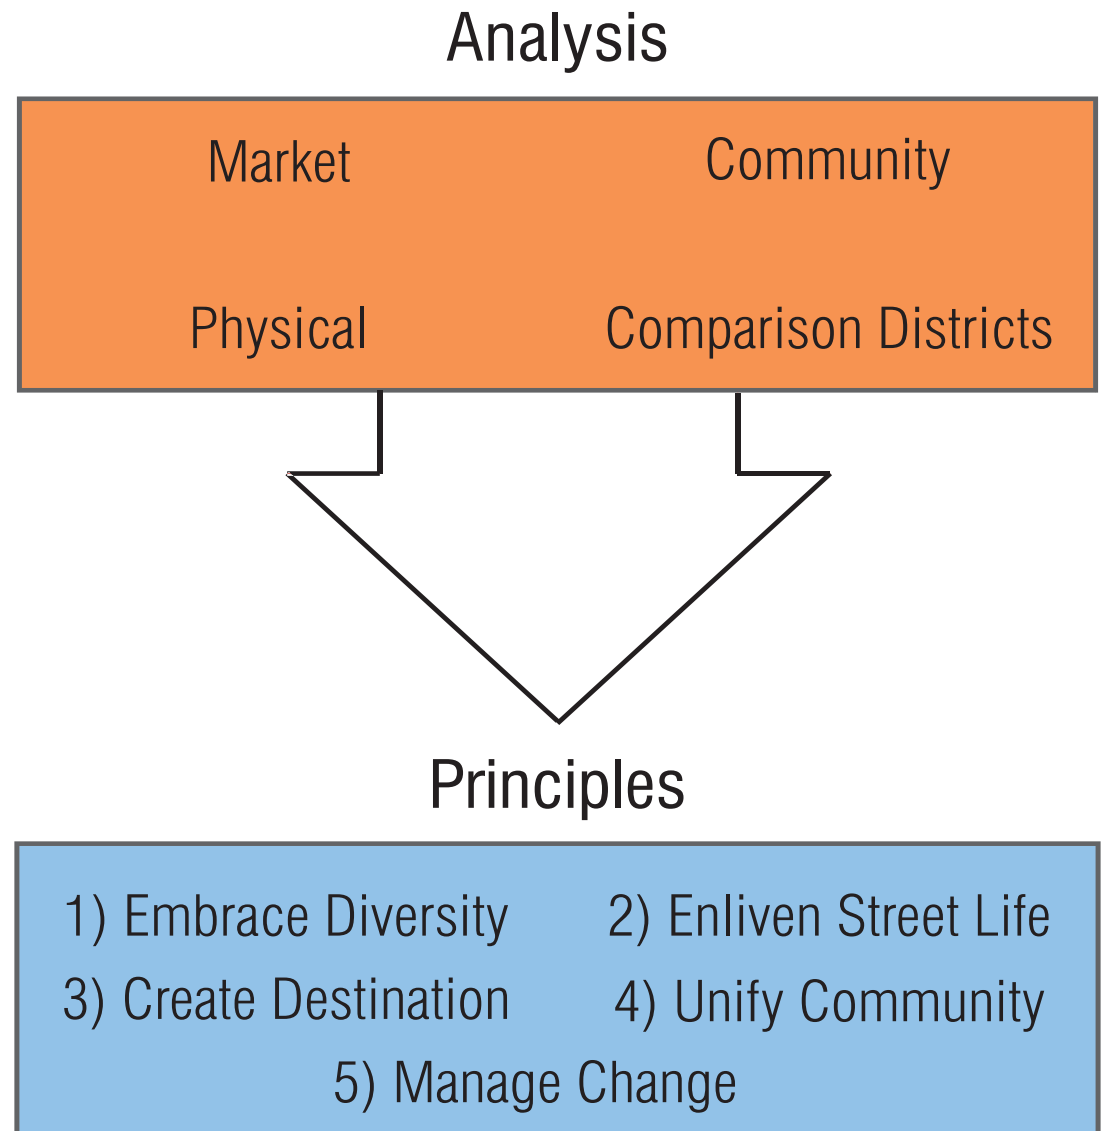 Analysis
Market Community
Physical Comparison Districts
Principles
1) Embrace Diversity 2) Enliven Street Life
3) Create Destination 4) Unify Community
5) Manage Change